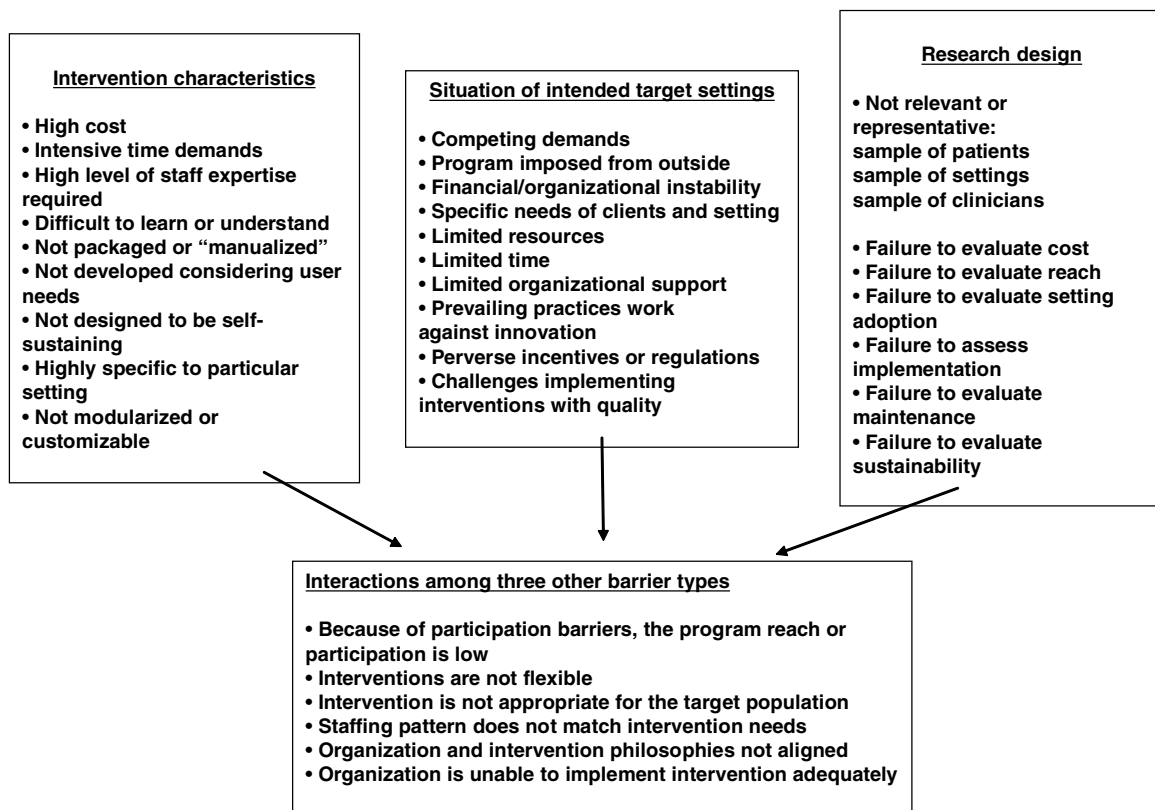 Intervention characteristics
• High cost
• Intensive time demands
• High level of staff expertise
required
• Difficult to learn or understand
• Not packaged or “manualized”
• Not developed considering user
needs
• Not designed to be self-
sustaining
• Highly specific to particular
setting
• Not modularized or
customizable
Situation of intended target settings
• Competing demands
• Program imposed from outside
• Financial/organizational instability
• Specific needs of clients and setting
• Limited resources
• Limited time
• Limited organizational support
• Prevailing practices work
against innovation
• Perverse incentives or regulations
• Challenges implementing
interventions with quality
Research design
• Not relevant or
representative:
sample of patients
sample of settings
sample of clinicians
• Failure to evaluate cost
• Failure to evaluate reach
• Failure to evaluate setting
adoption
• Failure to assess
implementation
• Failure to evaluate
maintenance
• Failure to evaluate
sustainability
Interactions among three other barrier types
• Because of participation barriers, the program reach or
participation is low
• Interventions are not flexible
• Intervention is not appropriate for the target population
• Staffing pattern does not match intervention needs
• Organization and intervention philosophies not aligned
• Organization is unable to implement intervention adequately